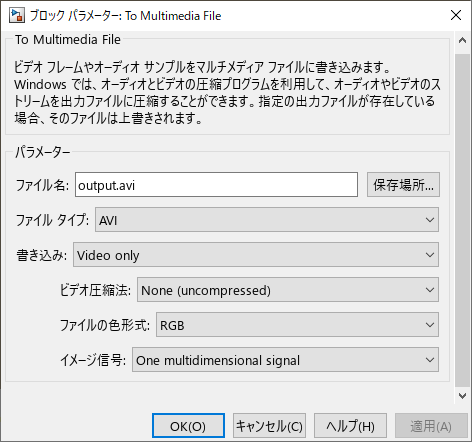 ブロック パラメーター: To Multimedia File
To Multimedia File
ビデオ フレームやオーディオ サンプルをマルチメディア ファイルに書き込みます。
Windows では、オーディオとビデオの圧縮プログラムを利用して、オーディオやビデオのス
トリームを出力ファイルに圧縮することができます。指定の出力ファイルが存在している
場合、そのファイルは上書きされます。
パラメーター
ファイル名: output.avi 保存場所...
ファイル タイプ: AVI
書き込み: Video only
ビデオ圧縮法: None (uncompressed)
ファイルの色形式: RGB
イメージ信号: One multidimensional signal
OK(O) キャンセル(C) ヘルプ(H) 適用(A)